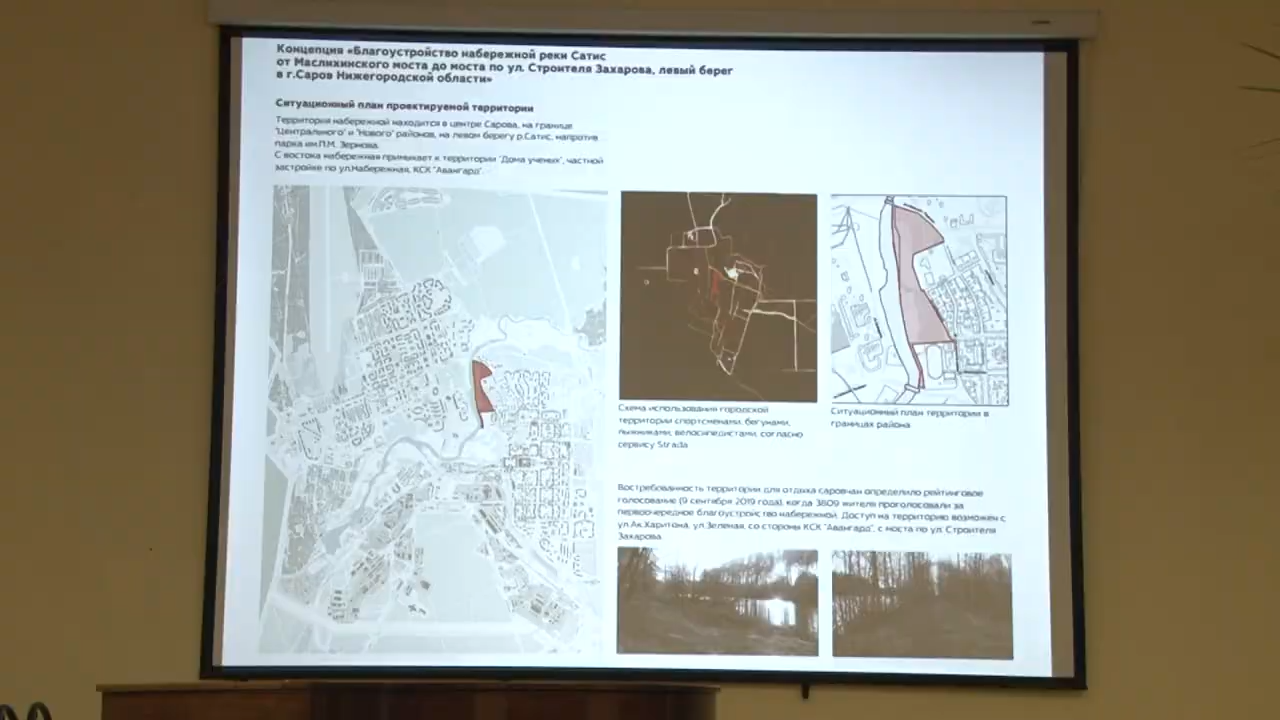 Концепция «Благоустройство набережной реки Сатис
от Маслихинского моста до моста по ул. Строителя Захарова, левый берег
в г.Саров Нижегородской области»
Ситуационный план проектируемой территории
Территория набережной находится в центре Сарова, на границе
"Центрального" и "Нового" районов, на левом берегу р.Сатис, напротив
парка им.П.М. Зернова.
С востока набережная примыкает к территории "Дома ученых", частной
застройке по ул.Набережная, КСК "Авангард".
Схема использования городской
территории спортсменами, бегунами,
лыжниками, велосипедистами, согласно
сервису Strada
Ситуационный план территории в
границах района
Востребованность территории для отдыха саровчан определило рейтинговое
голосование (9 сентября 2019 года), когда 3809 жителя проголосовали за
первоочередное благоустройство набережной. Доступ на территорию возможен с
ул.Ак.Харитона, ул.Зеленая, со стороны КСК "Авангард", с моста по ул. Строителя
Захарова